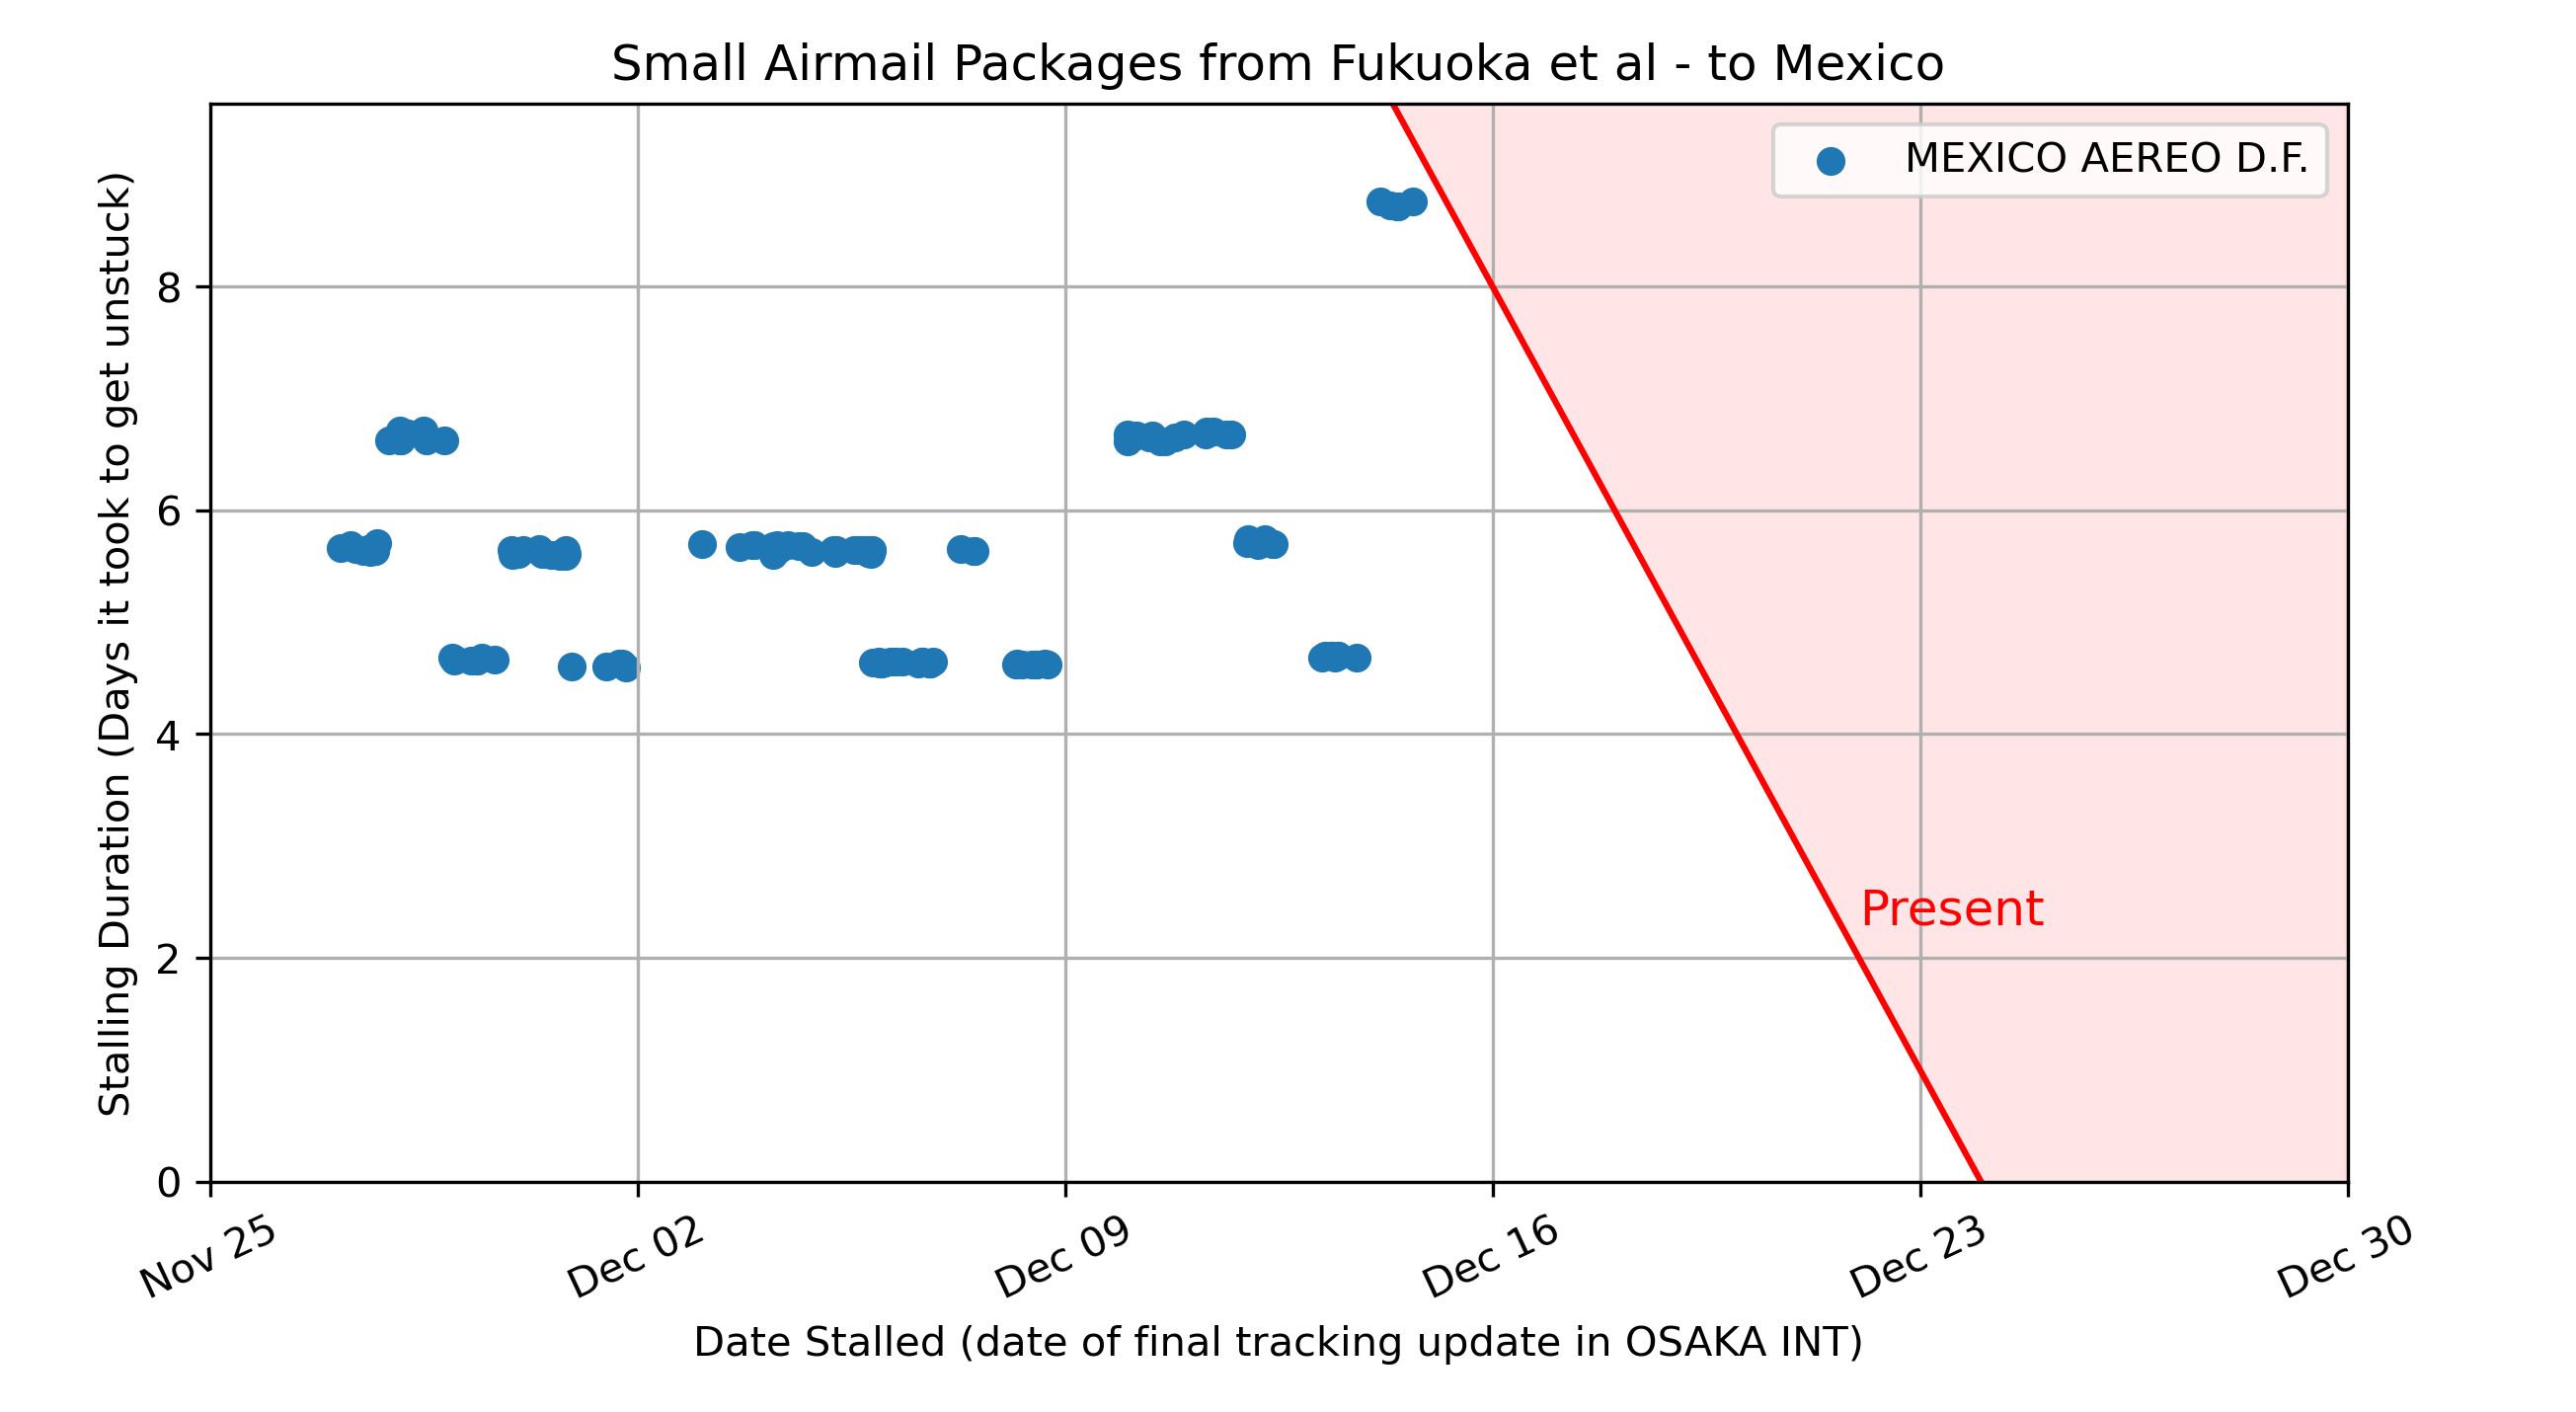 Small Airmail Packages from Fukuoka et al - to Mexico
MEXICO AEREO D.F.
Stalling Duration (Days it took to get unstuck)
8
6
4
2
0
Present
Nov 25
Dec 02
Dec 09
Dec 16
Dec 23
Dec 30
Date Stalled (date of final tracking update in OSAKA INT)